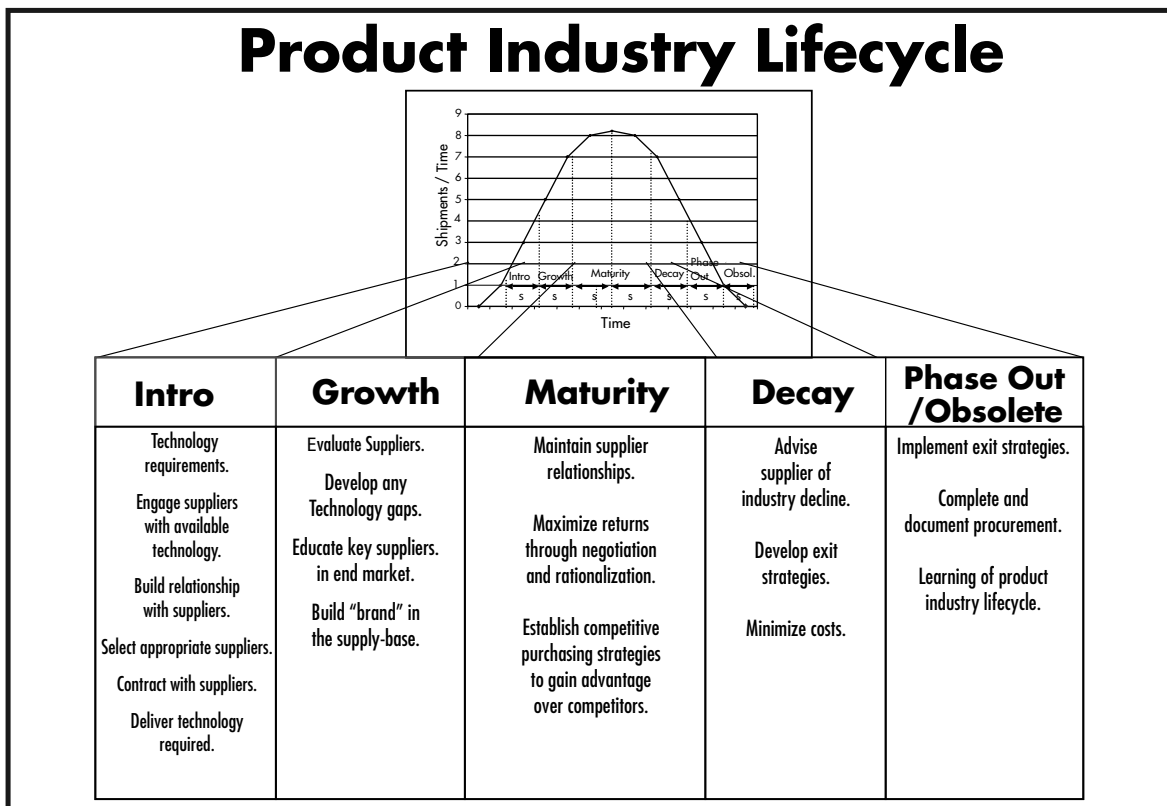 Product Industry Lifecycle
9
8
7
6
5
4
3
2
1
0
Shipments / Time
Intro
Growth
Maturity
Decay
Phase
Out
Obsol.
s
s
s
s
s
s
s
Time
Intro
Technology
requirements.
Engage suppliers
with available
technology.
Build relationship
with suppliers.
Select appropriate suppliers.
Contract with suppliers.
Deliver technology
required.
Growth
Evaluate Suppliers.
Develop any
Technology gaps.
Educate key suppliers.
in end market.
Build “brand” in
the supply-base.
Maturity
Maintain supplier
relationships.
Maximize returns
through negotiation
and rationalization.
Establish competitive
purchasing strategies
to gain advantage
over competitors.
Decay
Advise
supplier of
industry decline.
Develop exit
strategies.
Minimize costs.
Phase Out
/Obsolete
Implement exit strategies.
Complete and
document procurement.
Learning of product
industry lifecycle.